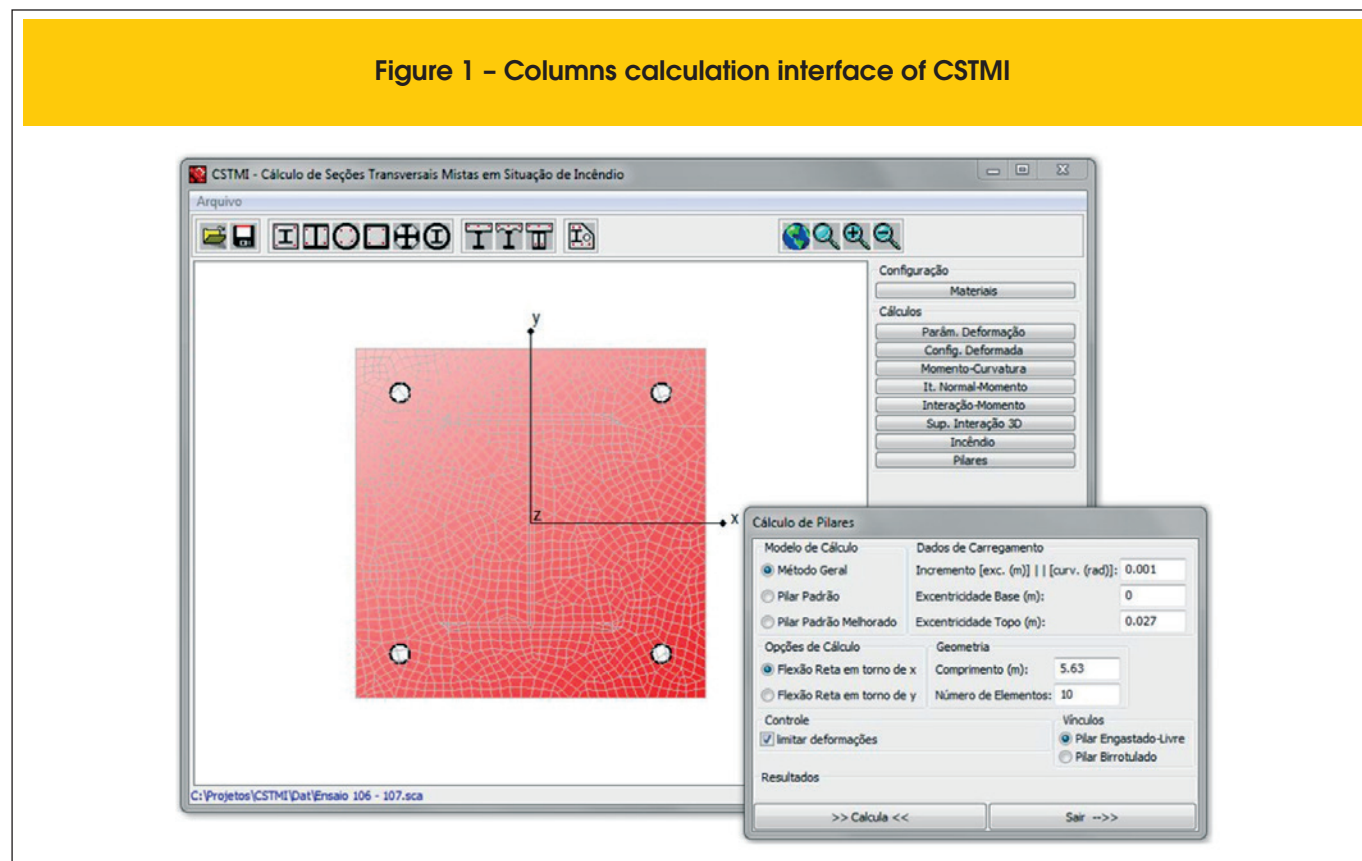 Figure 1 – Columns calculation interface of CSTMI
CSTMI - Cálculo de Seções Transversais Mistas em Situação de Incêndio
Arquivo
Configuração
Materiais
Cálculos
Parâm. Deformação
Config. Deformada
Momento-Curvatura
It. Normal-Momento
Interação-Momento
Sup. Interação 3D
Incêndio
Pilares
y
z
x
Cálculo de Pilares
Modelo de Cálculo
Método Geral
Pilar Padrão
Pilar Padrão Melhorado
Dados de Carregamento
Incremento [exc. (m)] | | [curv. (rad)]: 0.001
Excentricidade Base (m): 0
Excentricidade Topo (m): 0.027
Opções de Cálculo
Flexão Reta em torno de x
Flexão Reta em torno de y
Geometria
Comprimento (m): 5.63
Número de Elementos: 10
Controle
limitar deformações
Vínculos
Pilar Engastado-Livre
Pilar Birrotulado
Resultados
>> Calcula <<
Sair -->>
C:\Projetos\CSTMI\Dat\Ensaio 106 - 107.sca